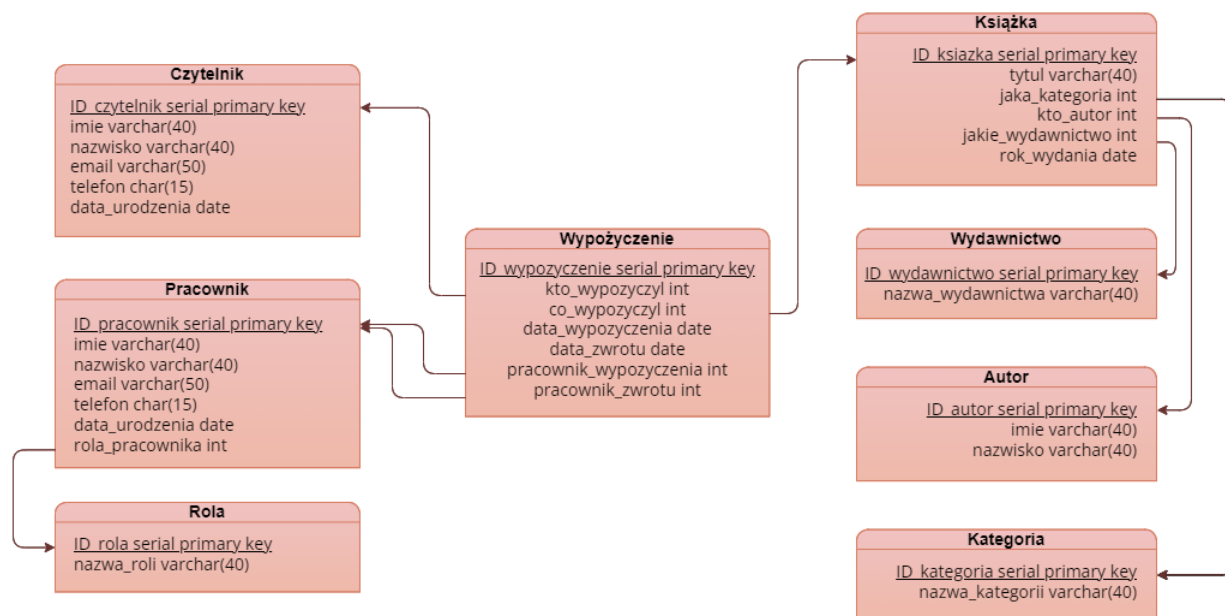 Czytelnik
ID_czytelnik serial primary key
imie varchar(40)
nazwisko varchar(40)
email varchar(50)
telefon char(15)
data_urodzenia date
Pracownik
ID_pracownik serial primary key
imie varchar(40)
nazwisko varchar(40)
email varchar(50)
telefon char(15)
data_urodzenia date
rola_pracownika int
Rola
ID_rola serial primary key
nazwa_roli varchar(40)
Wypożyczenie
ID_wypozyczenie serial primary key
kto_wypozyczyl int
co_wypozyczyl int
data_wypozyczenia date
data_zwrotu date
pracownik_wypozyczenia int
pracownik_zwrotu int
Książka
ID_ksiazka serial primary key
tytul varchar(40)
jaka_kategoria int
kto_autor int
jakie_wydawnictwo int
rok_wydania date
Wydawnictwo
ID_wydawnictwo serial primary key
nazwa_wydawnictwa varchar(40)
Autor
ID_autor serial primary key
imie varchar(40)
nazwisko varchar(40)
Kategoria
ID_kategoria serial primary key
nazwa_kategorii varchar(40)